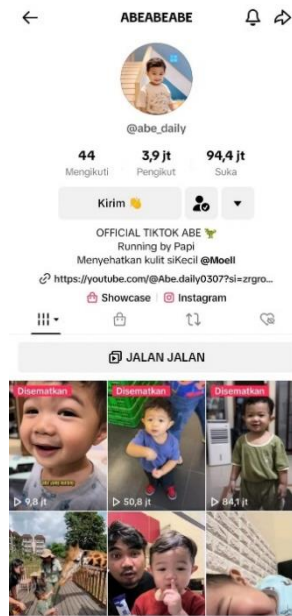 ABEABEABE
@abe_daily
44 3,9 jt 94,4 jt
Mengikuti Pengikut Suka
Kirim 👋
OFFICIAL TIKTOK ABE 🦖
Running by Papi
Menyehatkan kulit siKecil @Moell
https://youtube.com/@Abe.daily0307?si=zrgro...
Showcase | Instagram
JALAN JALAN
Disematkan Disematkan Disematkan
9,8 jt 50,8 jt 84,1 jt